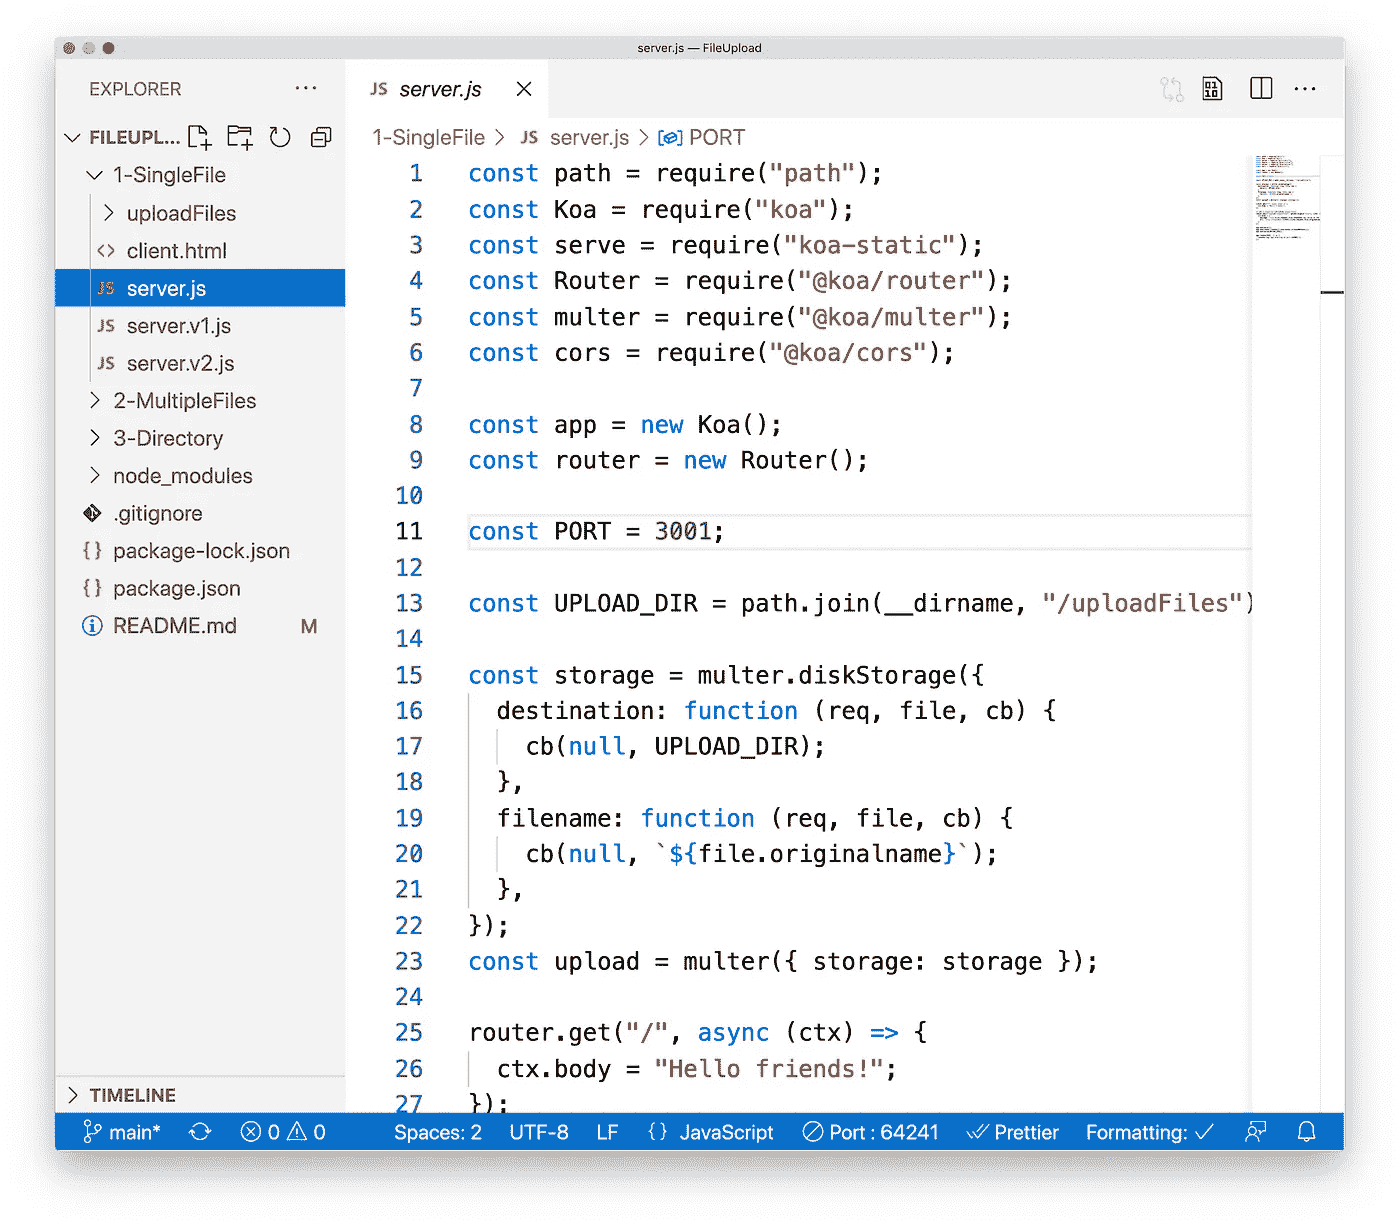 server.js — FileUpload
EXPLORER ...
JS server.js ×
FILEUPL...
1-SingleFile
uploadFiles
<> client.html
JS server.js
JS server.v1.js
JS server.v2.js
2-MultipleFiles
3-Directory
node_modules
.gitignore
{} package-lock.json
{} package.json
README.md M
TIMELINE
1-SingleFile > JS server.js > PORT
1 const path = require("path");
2 const Koa = require("koa");
3 const serve = require("koa-static");
4 const Router = require("@koa/router");
5 const multer = require("@koa/multer");
6 const cors = require("@koa/cors");
7
8 const app = new Koa();
9 const router = new Router();
10
11 const PORT = 3001;
12
13 const UPLOAD_DIR = path.join(__dirname, "/uploadFiles")
14
15 const storage = multer.diskStorage({
16 destination: function (req, file, cb) {
17 cb(null, UPLOAD_DIR);
18 },
19 filename: function (req, file, cb) {
20 cb(null, `${file.originalname}`);
21 },
22 });
23 const upload = multer({ storage: storage });
24
25 router.get("/", async (ctx) => {
26 ctx.body = "Hello friends!";
27 });
main* 0 0 Spaces: 2 UTF-8 LF {} JavaScript Port : 64241 Prettier Formatting: ✓